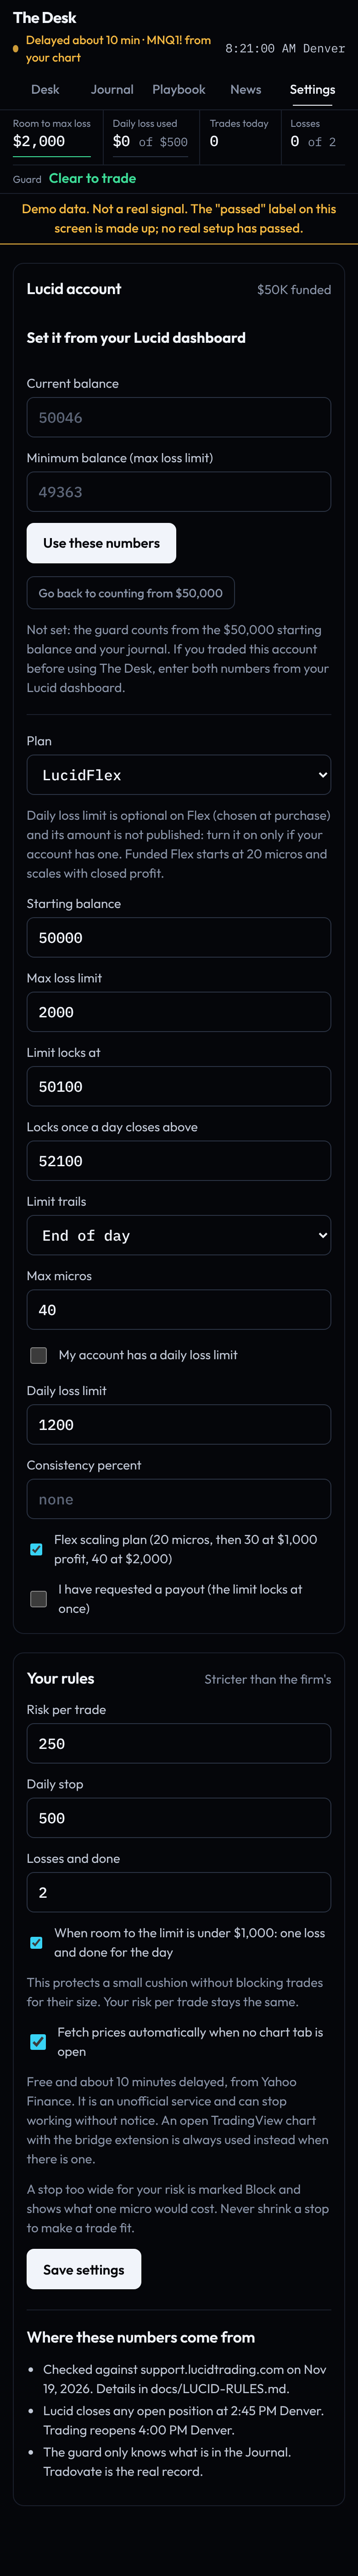 The Desk
Delayed about 10 min · MNQ1! from
your chart
8:21:00 AM Denver
Desk
Journal
Playbook
News
Settings
Room to max loss
$2,000
Daily loss used
$0 of $500
Trades today
0
Losses
0 of 2
Guard Clear to trade
Demo data. Not a real signal. The "passed" label on this
screen is made up; no real setup has passed.
Lucid account
$50K funded
Set it from your Lucid dashboard
Current balance
50046
Minimum balance (max loss limit)
49363
Use these numbers
Go back to counting from $50,000
Not set: the guard counts from the $50,000 starting
balance and your journal. If you traded this account
before using The Desk, enter both numbers from your
Lucid dashboard.
Plan
LucidFlex
Daily loss limit is optional on Flex (chosen at purchase)
and its amount is not published: turn it on only if your
account has one. Funded Flex starts at 20 micros and
scales with closed profit.
Starting balance
50000
Max loss limit
2000
Limit locks at
50100
Locks once a day closes above
52100
Limit trails
End of day
Max micros
40
My account has a daily loss limit
Daily loss limit
1200
Consistency percent
none
Flex scaling plan (20 micros, then 30 at $1,000
profit, 40 at $2,000)
I have requested a payout (the limit locks at
once)
Your rules
Stricter than the firm's
Risk per trade
250
Daily stop
500
Losses and done
2
When room to the limit is under $1,000: one loss
and done for the day
This protects a small cushion without blocking trades
for their size. Your risk per trade stays the same.
Fetch prices automatically when no chart tab is
open
Free and about 10 minutes delayed, from Yahoo
Finance. It is an unofficial service and can stop
working without notice. An open TradingView chart
with the bridge extension is always used instead when
there is one.
A stop too wide for your risk is marked Block and
shows what one micro would cost. Never shrink a stop
to make a trade fit.
Save settings
Where these numbers come from
• Checked against support.lucidtrading.com on Nov
19, 2026. Details in docs/LUCID-RULES.md.
• Lucid closes any open position at 2:45 PM Denver.
Trading reopens 4:00 PM Denver.
• The guard only knows what is in the Journal.
Tradovate is the real record.